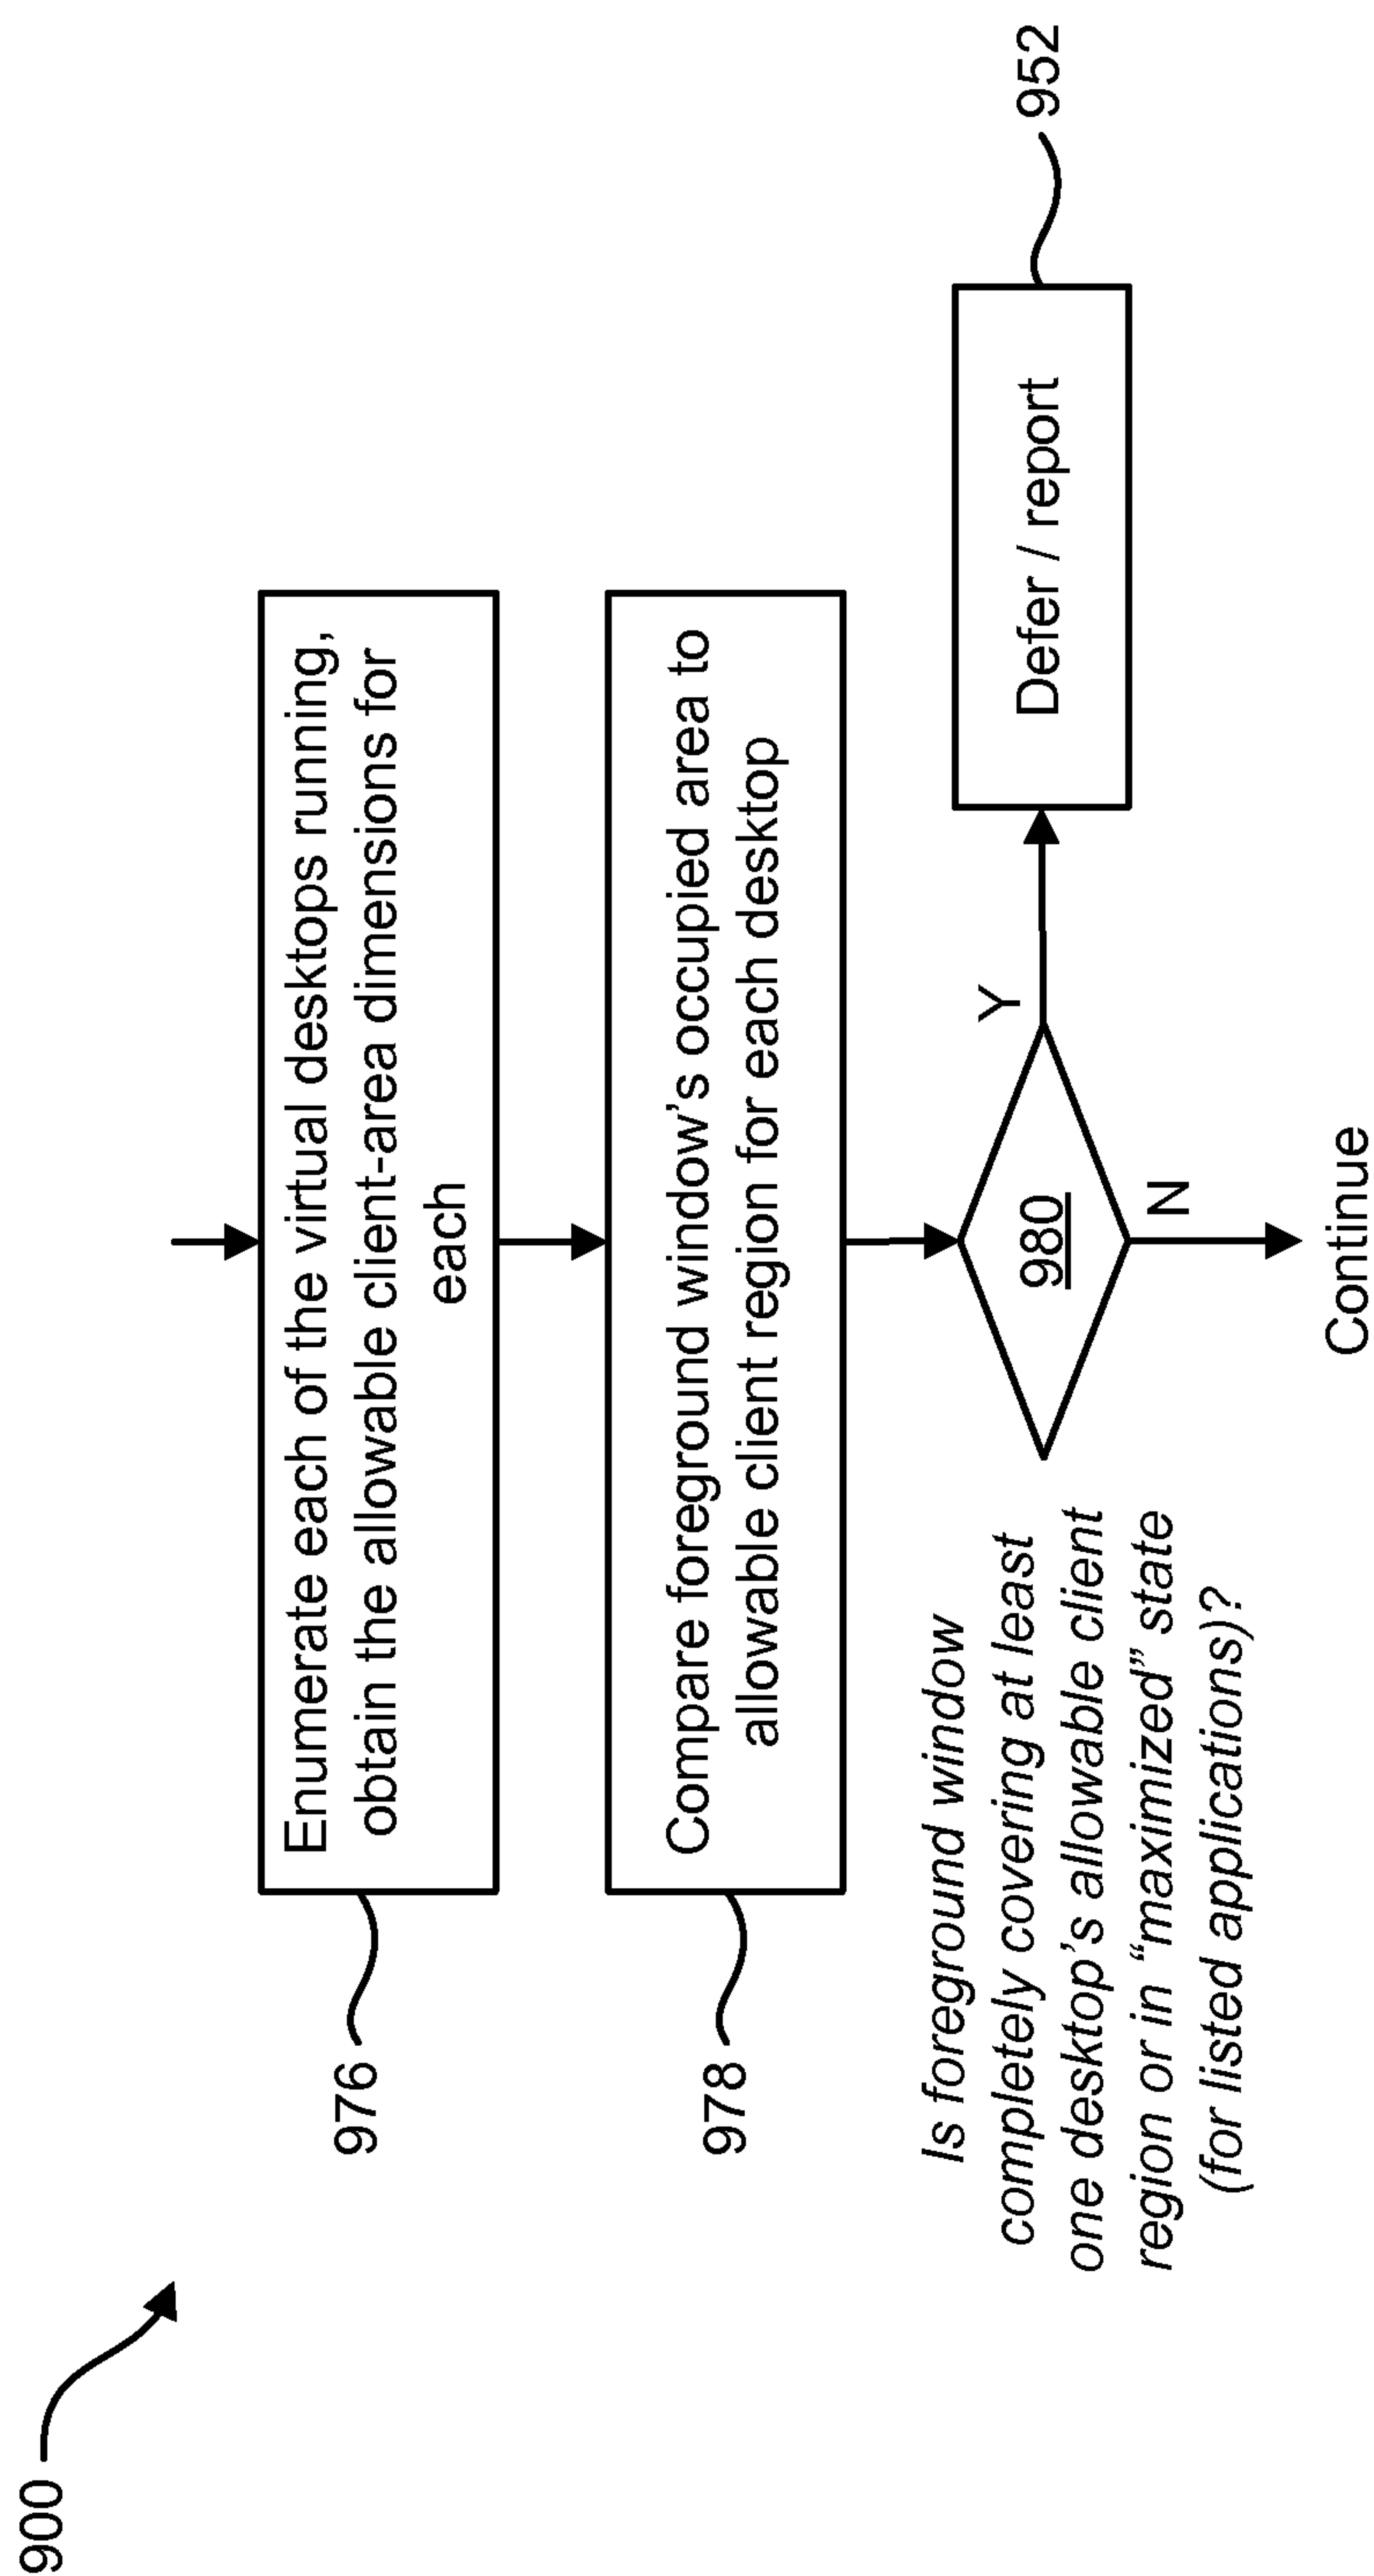 900
976
Enumerate each of the virtual desktops running,
obtain the allowable client-area dimensions for
each
978
Compare foreground window's occupied area to
allowable client region for each desktop
Is foreground window
completely covering at least
one desktop's allowable client
region or in “maximized” state
(for listed applications)?
980
Y
N
Defer / report
952
Continue